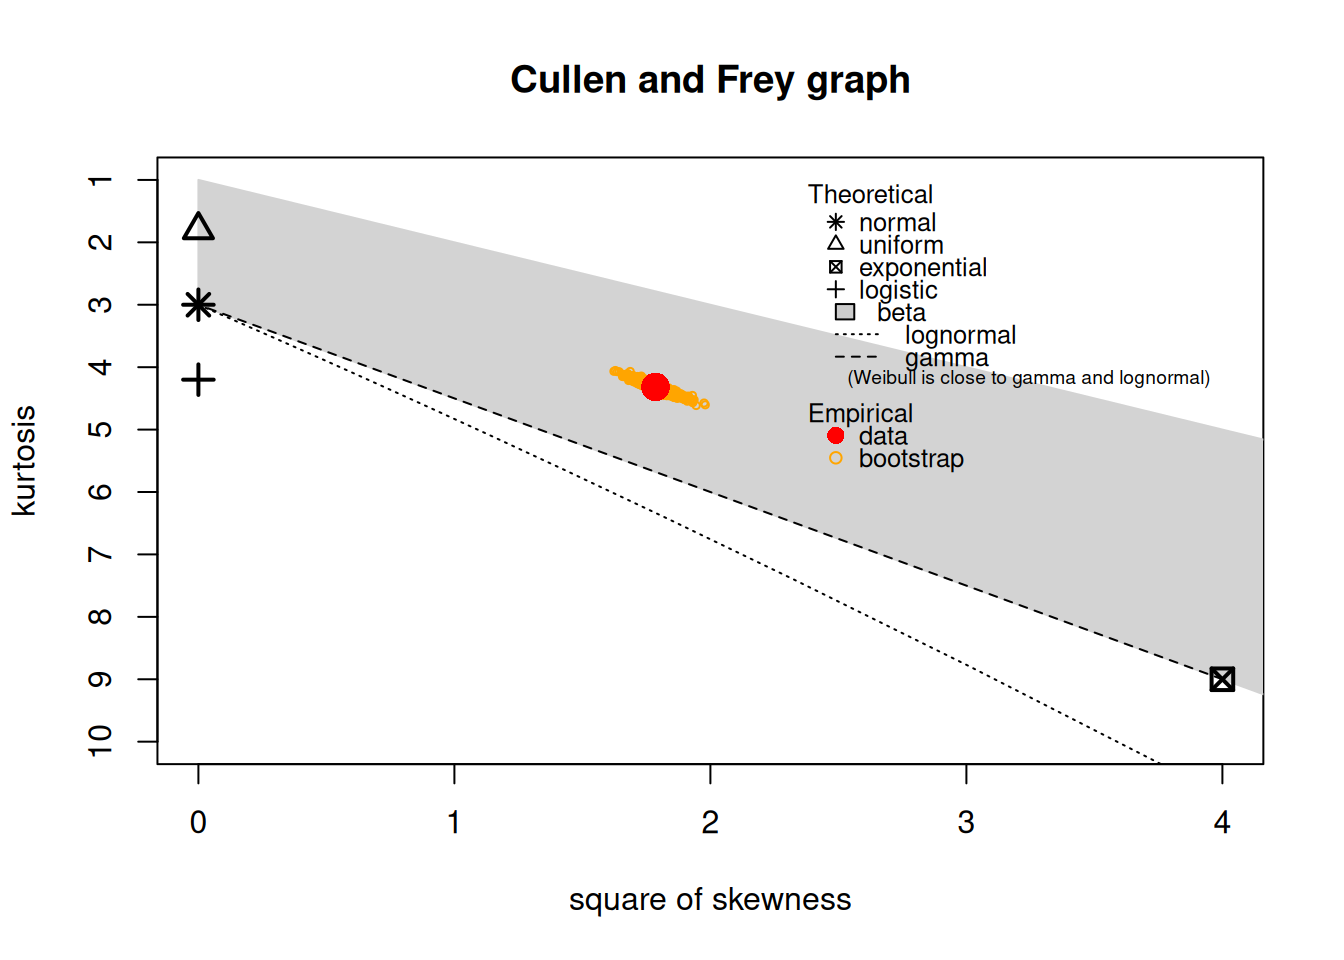 Cullen and Frey graph
Theoretical
normal
uniform
exponential
logistic
beta
lognormal
gamma
(Weibull is close to gamma and lognormal)
Empirical
data
bootstrap
kurtosis
1
2
3
4
5
6
7
8
9
10
0 1 2 3 4
square of skewness